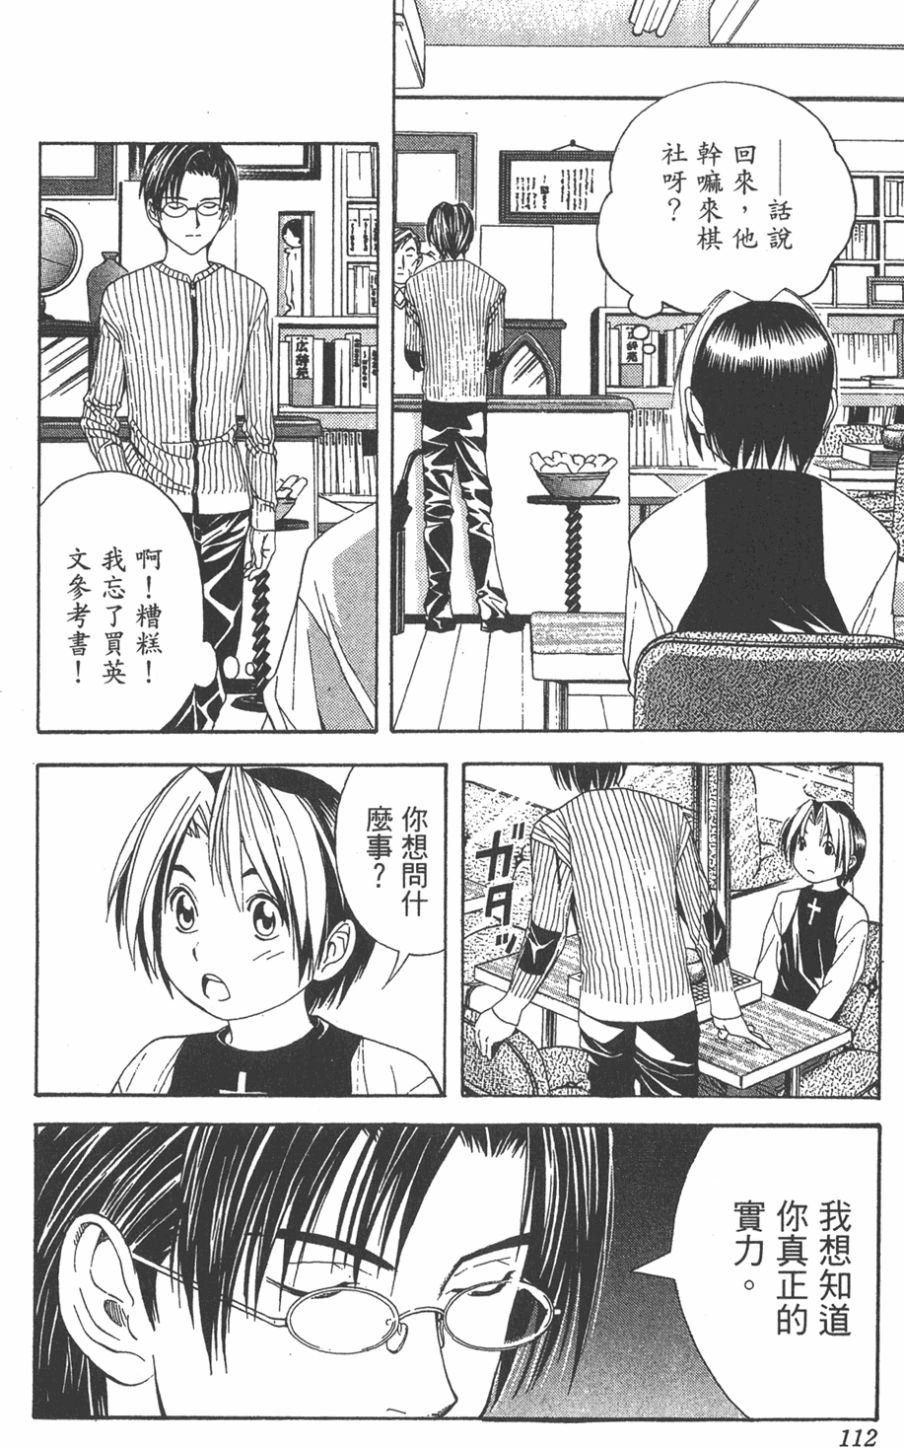 ——話說
回來，他
幹嘛來棋
社呀？
広辞苑
啊！糟糕！
我忘了買英
文參考書！
広辞苑
ガタッ
你想問什
麼事？
我想知道
你真正的
實力。
112